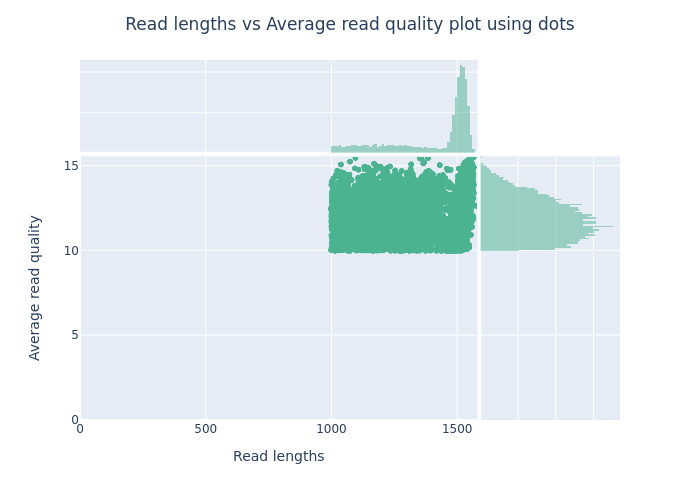 Read lengths vs Average read quality plot using dots
15
10
5
0
Average read quality
0 500 1000 1500
Read lengths